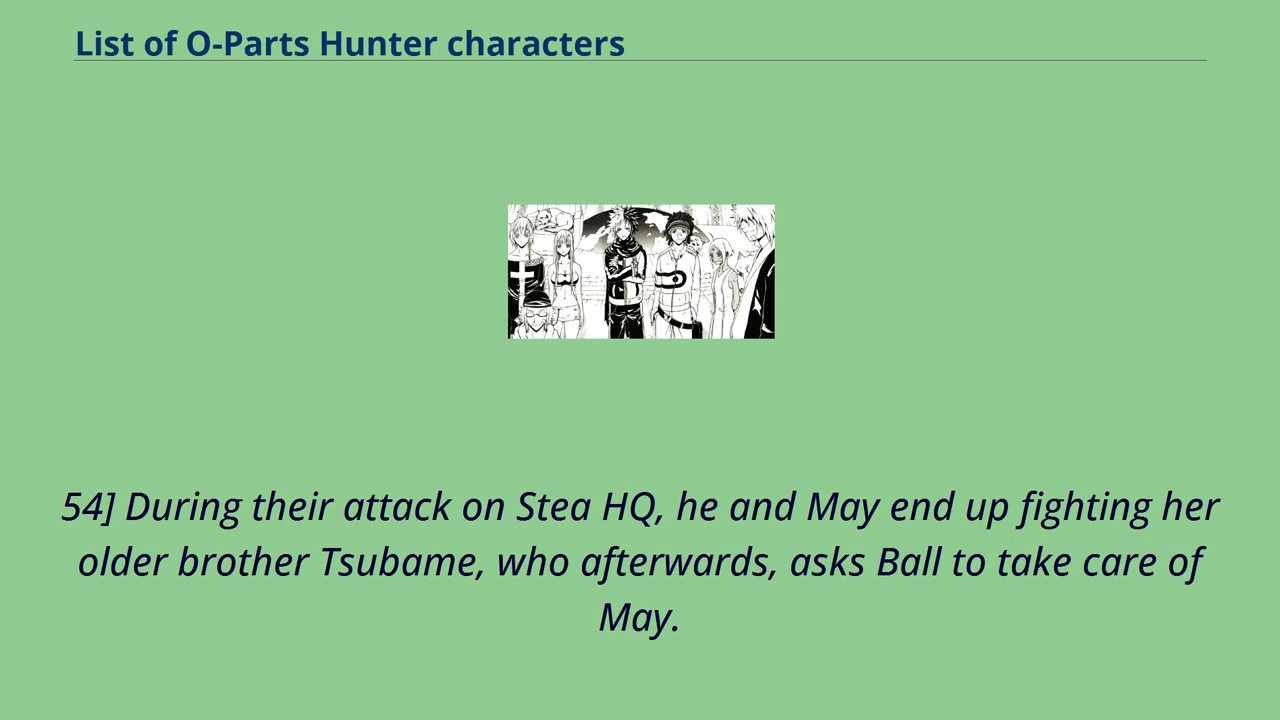 List of O-Parts Hunter characters
54] During their attack on Stea HQ, he and May end up fighting her
older brother Tsubame, who afterwards, asks Ball to take care of
May.